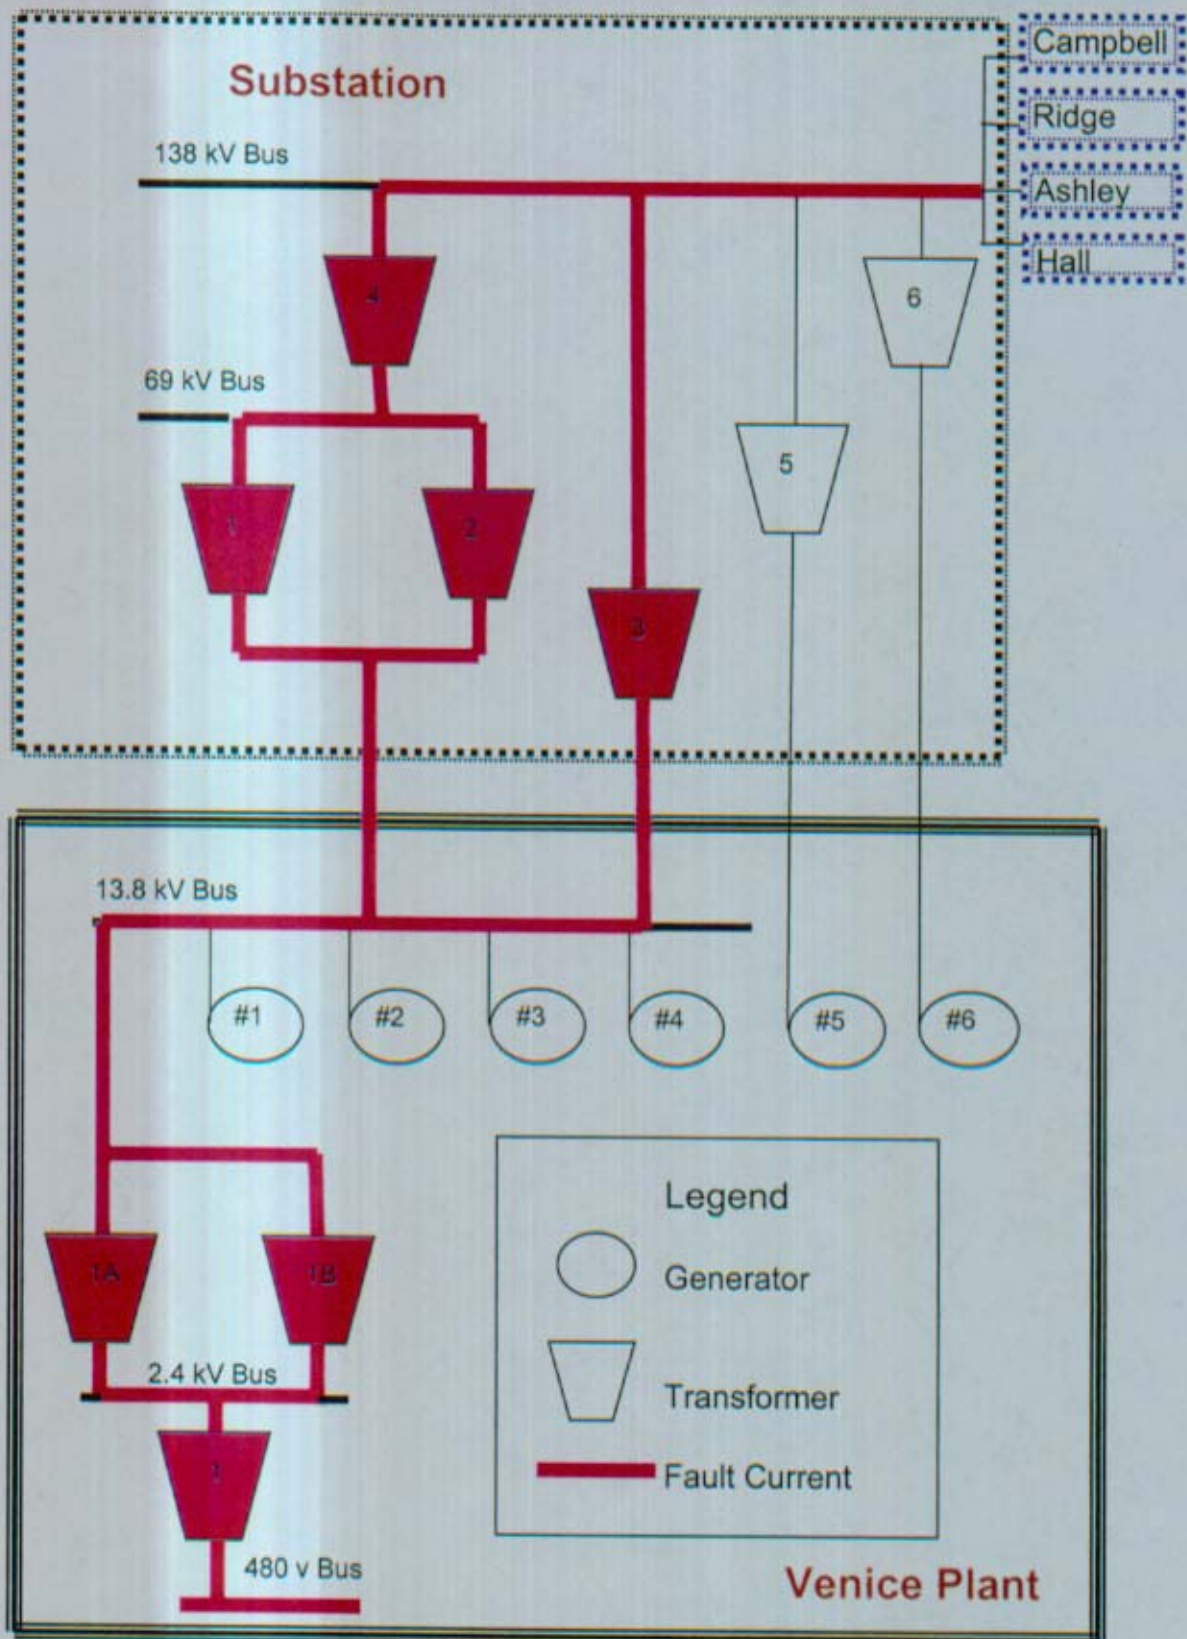 Campbell
Substation
Ridge
138 kV Bus
Ashley
Hall
4
6
69 kV Bus
5
1
2
3
13.8 kV Bus
#1
#2
#3
#4
#5
#6
Legend
Generator
1A
1B
2.4 kV Bus
Transformer
1
Fault Current
480 v Bus
Venice Plant